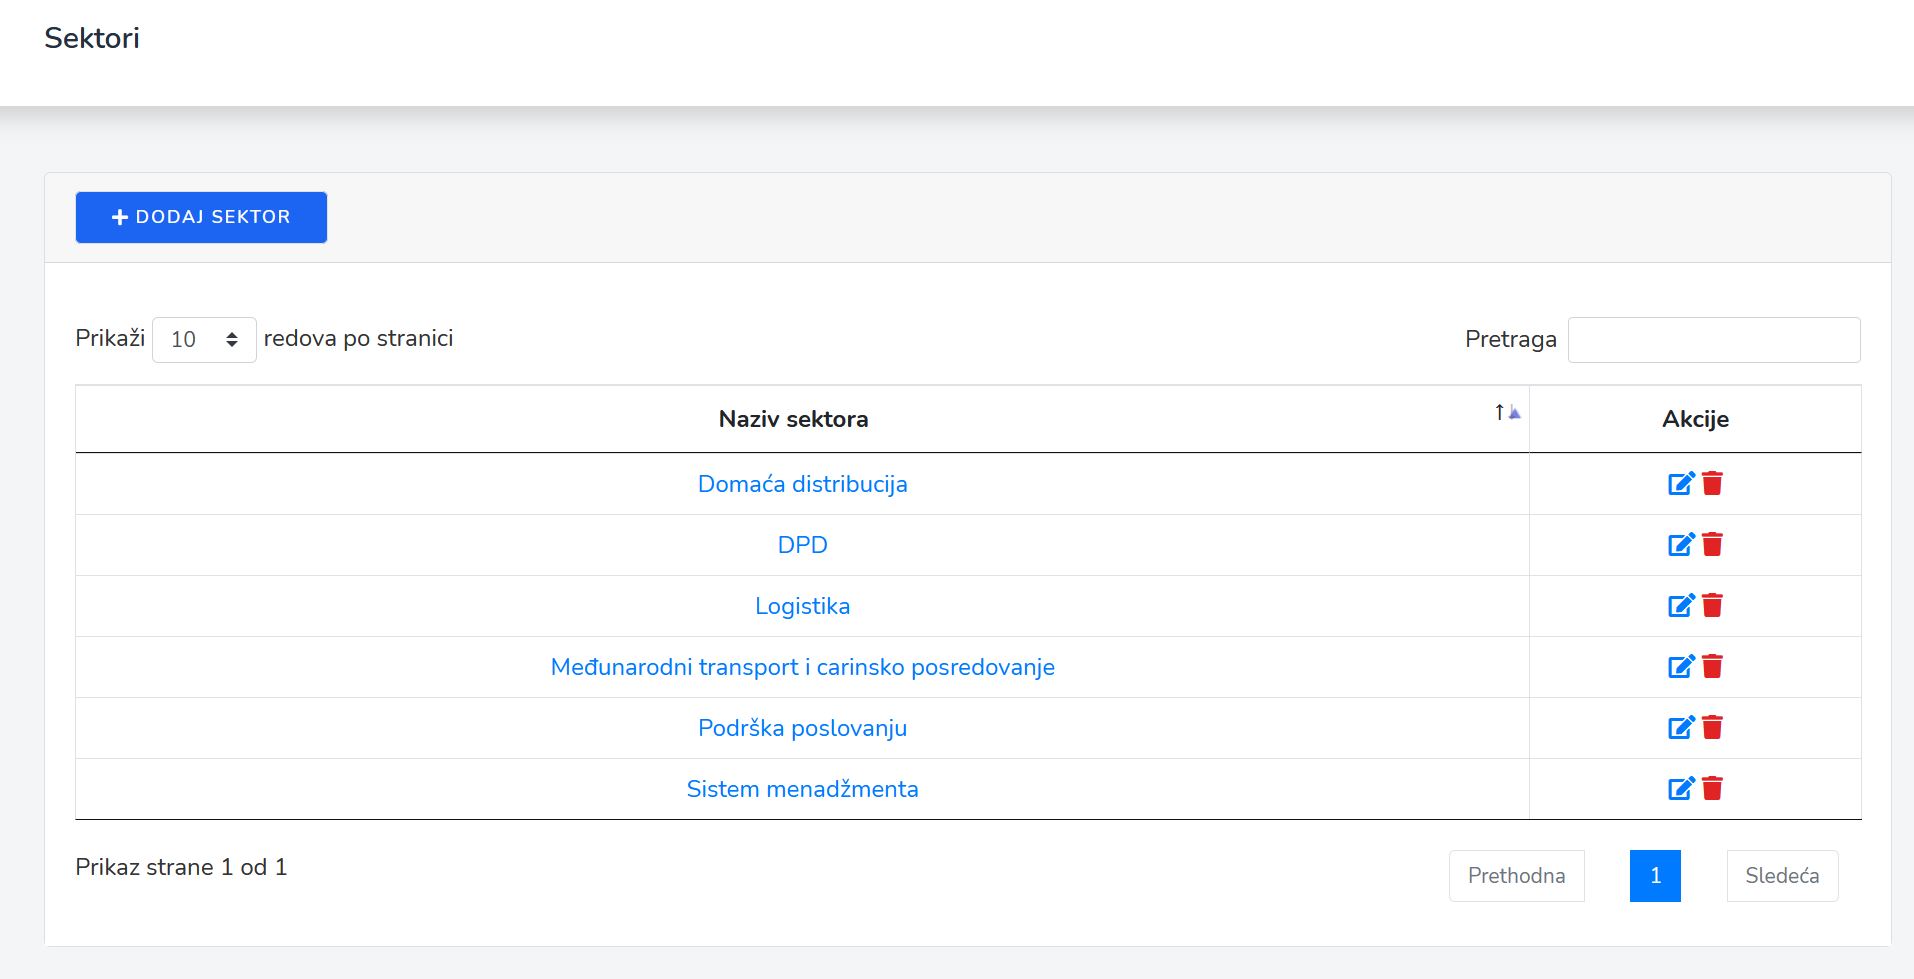 Sektori
DODAJ SEKTOR
Prikaži 10 redova po stranici
Pretraga
Naziv sektora Akcije
Domaća distribucija
DPD
Logistika
Međunarodni transport i carinsko posredovanje
Podrška poslovanju
Sistem menadžmenta
Prikaz strane 1 od 1
Prethodna 1 Sledeća